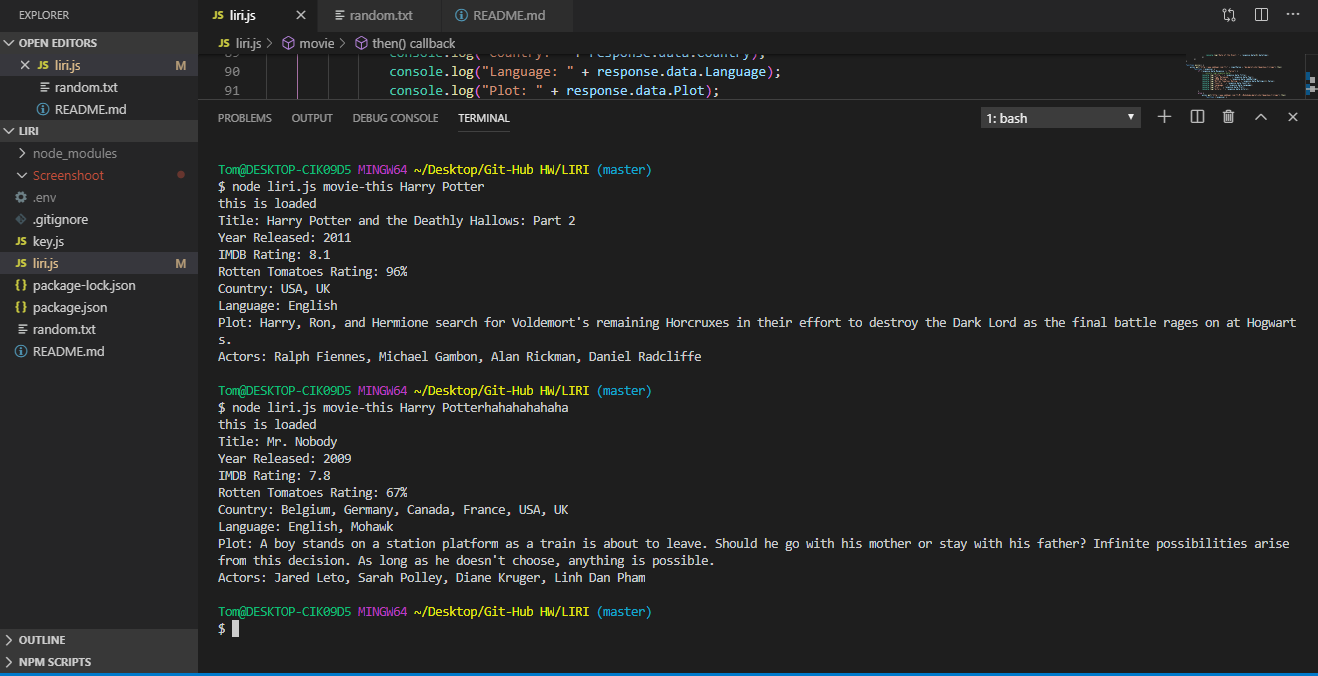 EXPLORER
OPEN EDITORS
JS liri.js M
random.txt
README.md
LIRI
node_modules
Screenshoot
.env
.gitignore
JS key.js
JS liri.js M
{} package-lock.json
{} package.json
random.txt
README.md
OUTLINE
NPM SCRIPTS
JS liri.js random.txt README.md
JS liri.js > movie > then() callback
89 console.log("Country: " + response.data.Country);
90 console.log("Language: " + response.data.Language);
91 console.log("Plot: " + response.data.Plot);
PROBLEMS OUTPUT DEBUG CONSOLE TERMINAL 1: bash
Tom@DESKTOP-CIK09D5 MINGW64 ~/Desktop/Git-Hub HW/LIRI (master)
$ node liri.js movie-this Harry Potter
this is loaded
Title: Harry Potter and the Deathly Hallows: Part 2
Year Released: 2011
IMDB Rating: 8.1
Rotten Tomatoes Rating: 96%
Country: USA, UK
Language: English
Plot: Harry, Ron, and Hermione search for Voldemort's remaining Horcruxes in their effort to destroy the Dark Lord as the final battle rages on at Hogwart
s.
Actors: Ralph Fiennes, Michael Gambon, Alan Rickman, Daniel Radcliffe
Tom@DESKTOP-CIK09D5 MINGW64 ~/Desktop/Git-Hub HW/LIRI (master)
$ node liri.js movie-this Harry Potterhahahahahaha
this is loaded
Title: Mr. Nobody
Year Released: 2009
IMDB Rating: 7.8
Rotten Tomatoes Rating: 67%
Country: Belgium, Germany, Canada, France, USA, UK
Language: English, Mohawk
Plot: A boy stands on a station platform as a train is about to leave. Should he go with his mother or stay with his father? Infinite possibilities arise
from this decision. As long as he doesn't choose, anything is possible.
Actors: Jared Leto, Sarah Polley, Diane Kruger, Linh Dan Pham
Tom@DESKTOP-CIK09D5 MINGW64 ~/Desktop/Git-Hub HW/LIRI (master)
$